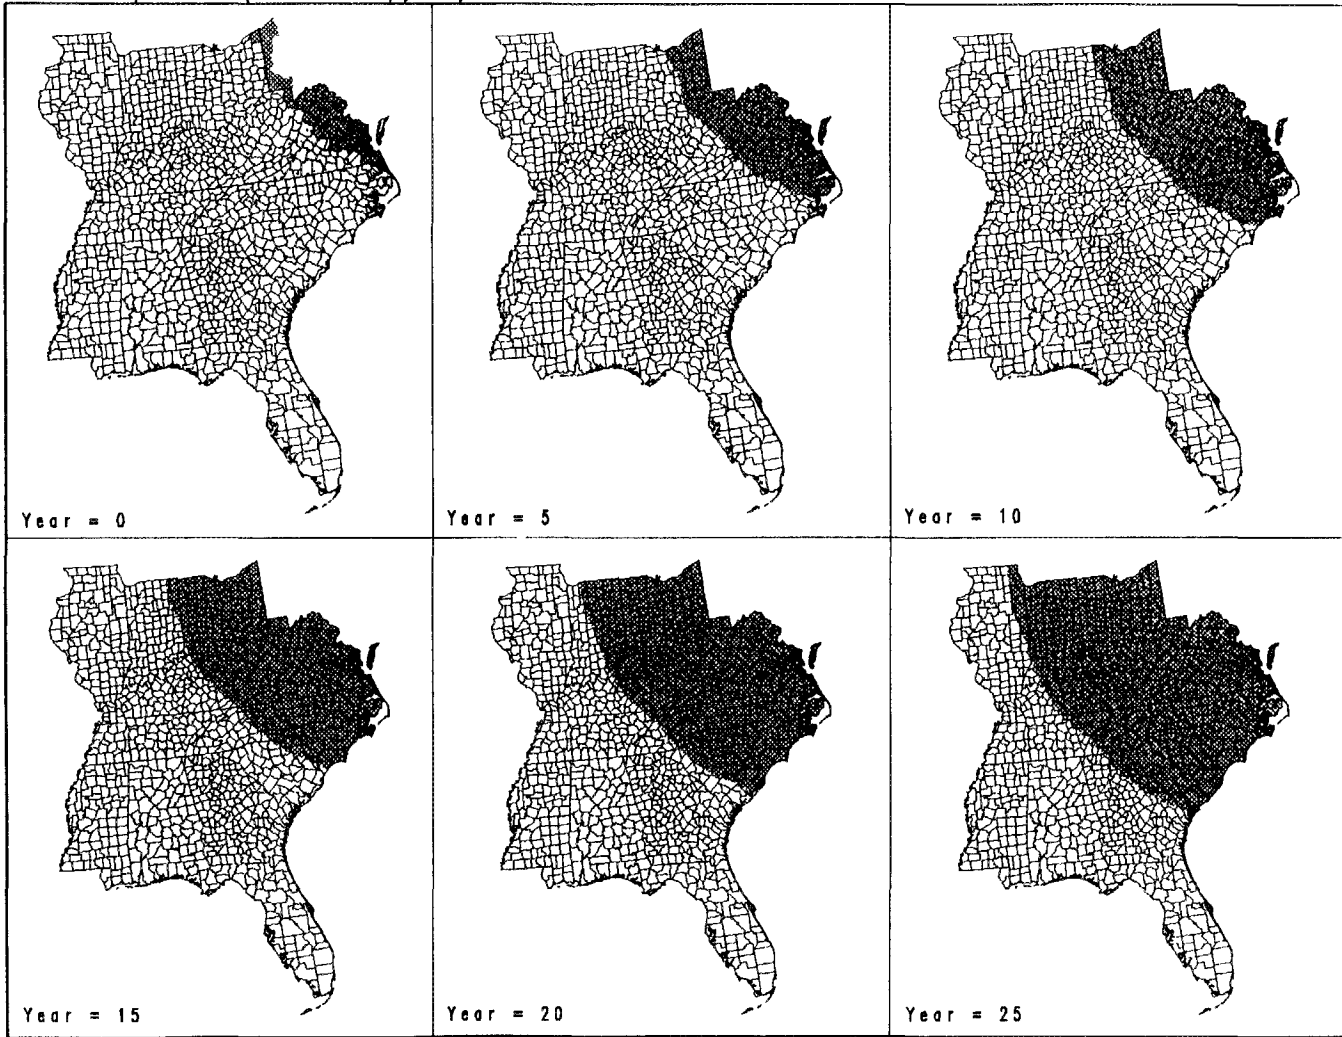 Year = 0
Year = 5
Year = 10
Year = 15
Year = 20
Year = 25